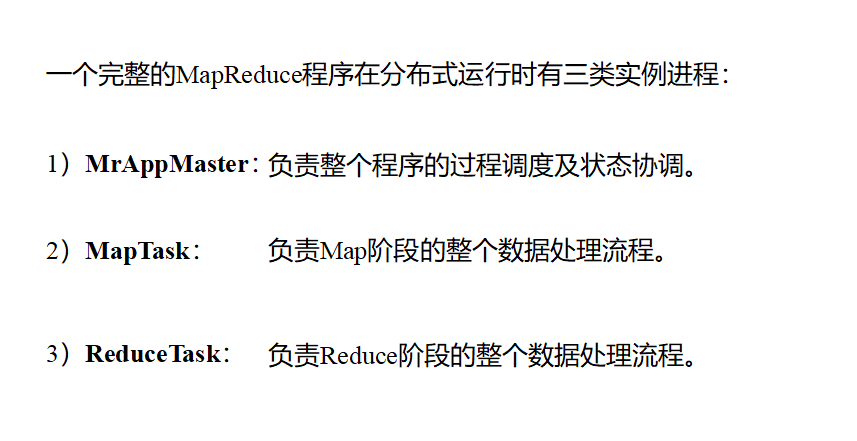 一个完整的MapReduce程序在分布式运行时有三类实例进程：
1）MrAppMaster：负责整个程序的过程调度及状态协调。
2）MapTask： 负责Map阶段的整个数据处理流程。
3）ReduceTask： 负责Reduce阶段的整个数据处理流程。